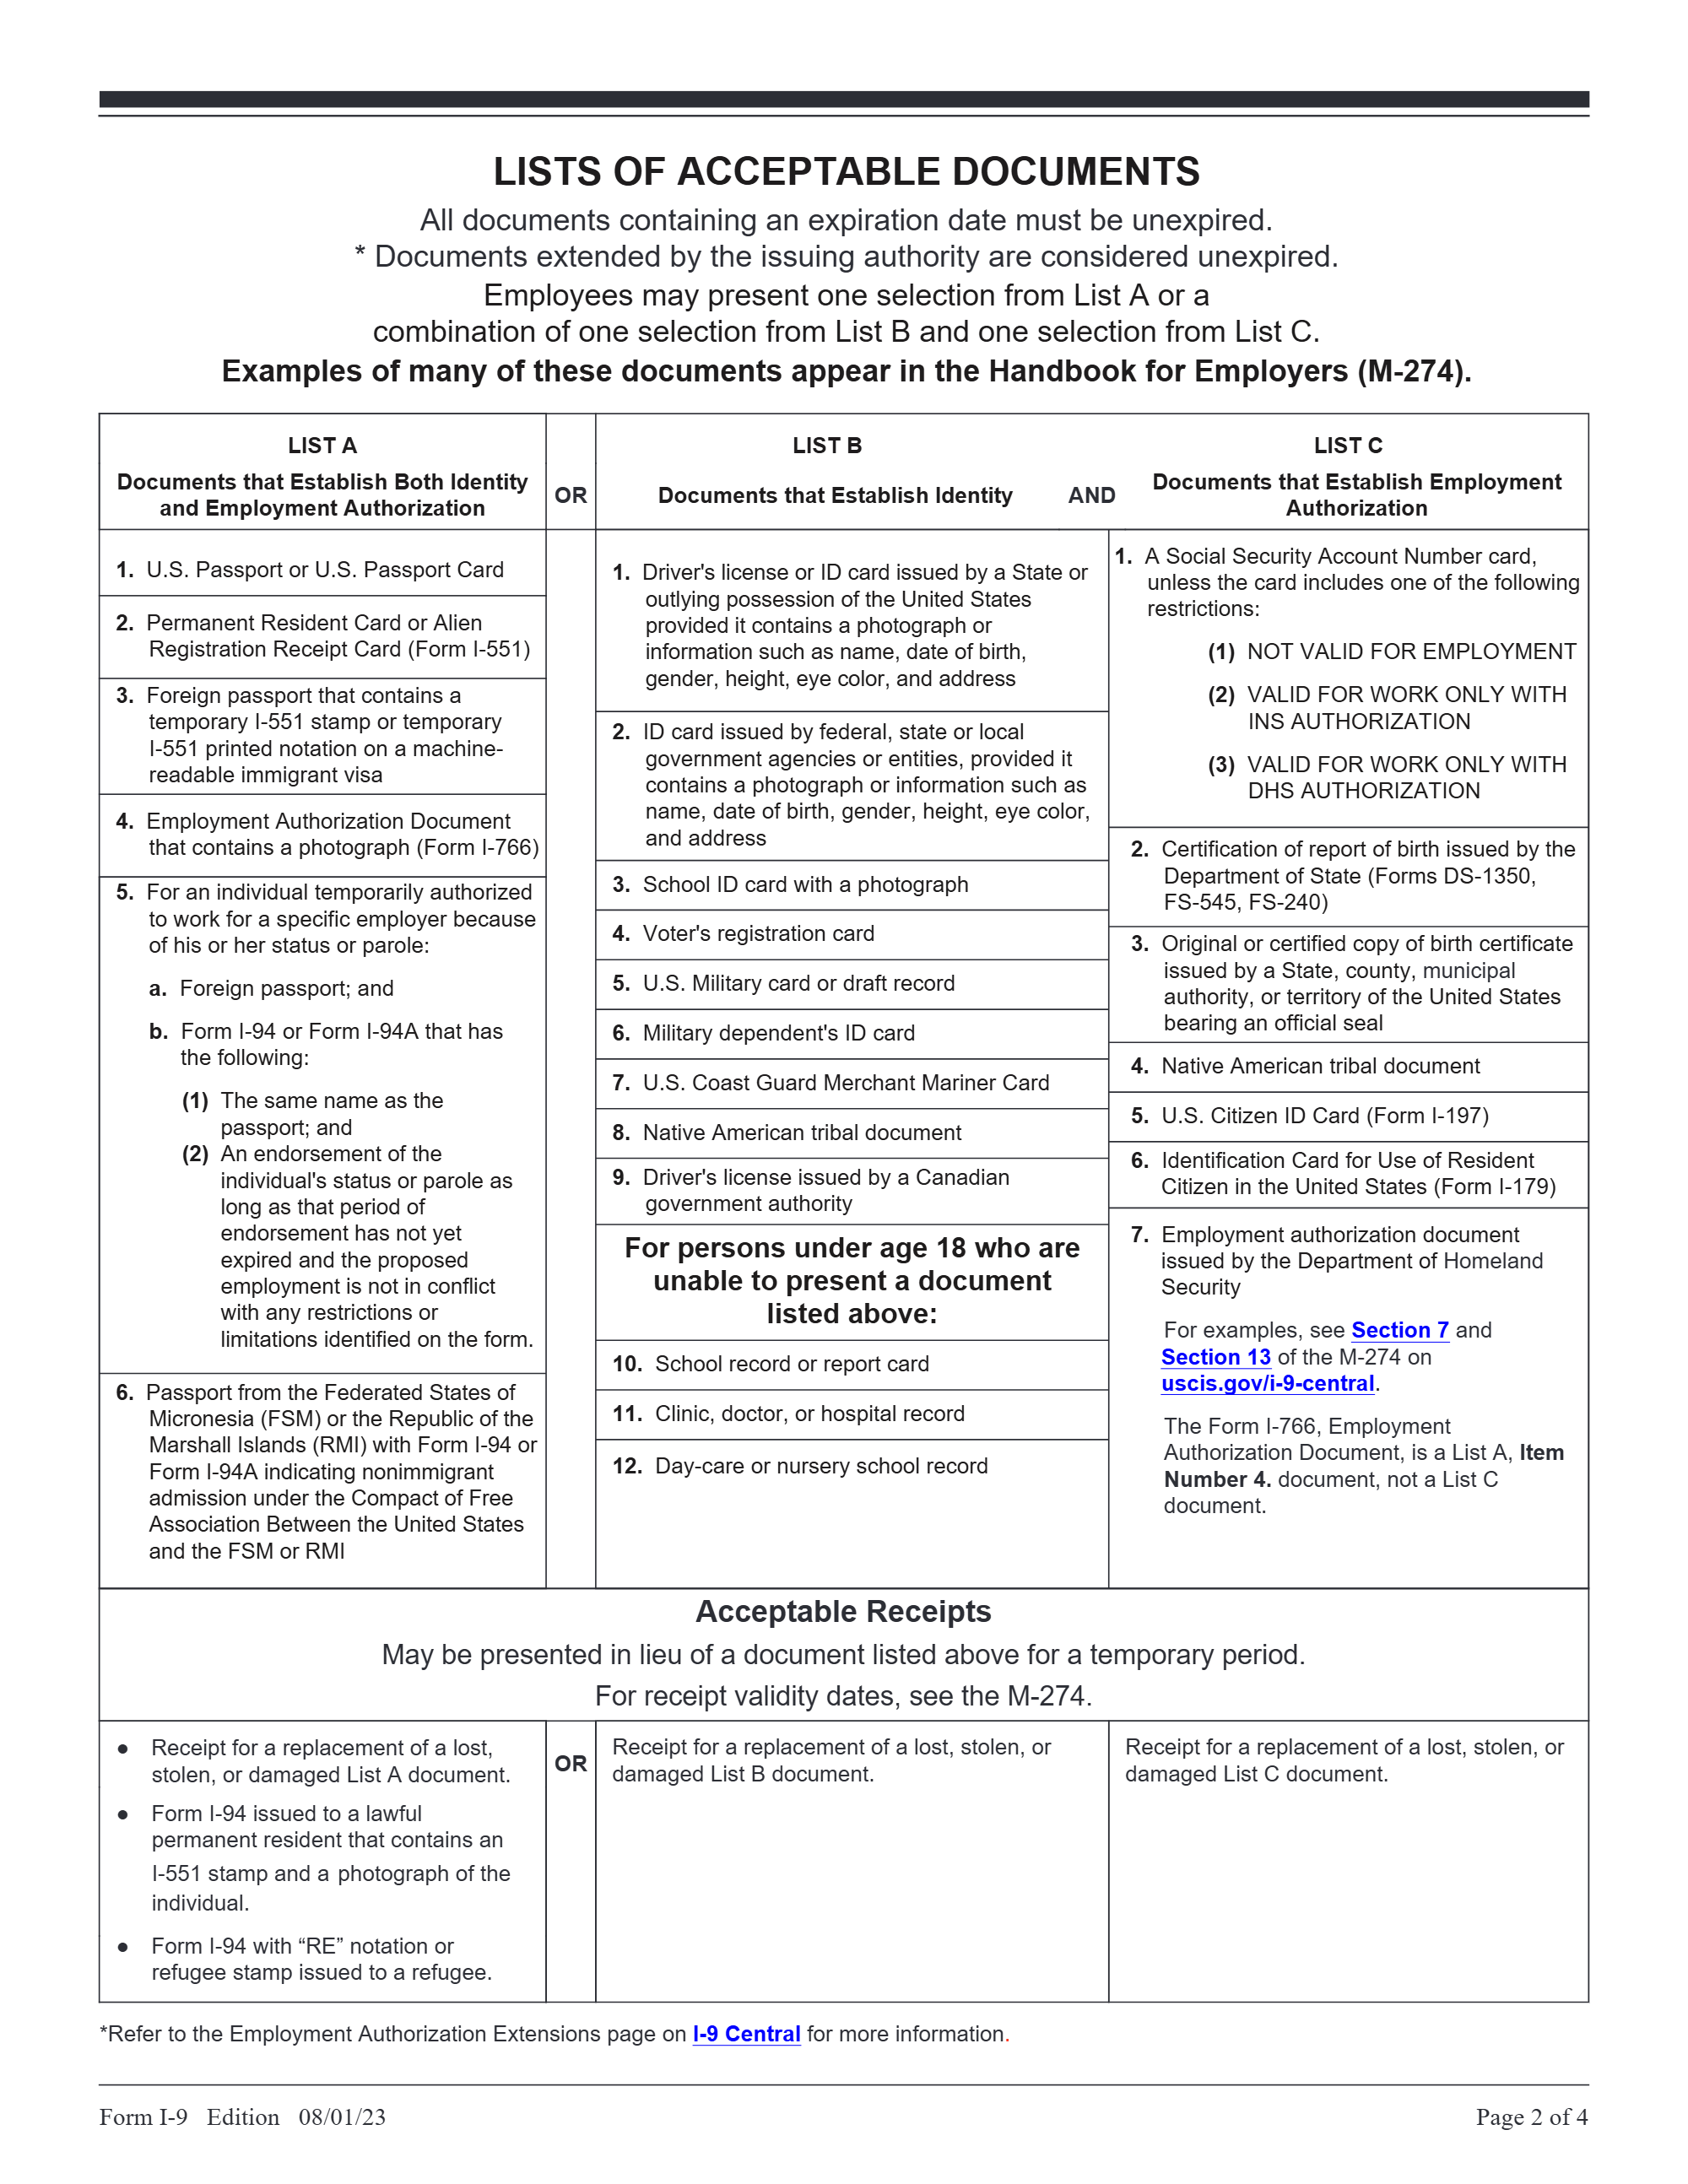 LISTS OF ACCEPTABLE DOCUMENTS
All documents containing an expiration date must be unexpired.
* Documents extended by the issuing authority are considered unexpired.
Employees may present one selection from List A or a
combination of one selection from List B and one selection from List C.
Examples of many of these documents appear in the Handbook for Employers (M-274).
LIST A
Documents that Establish Both Identity
and Employment Authorization
OR
LIST B
Documents that Establish Identity
AND
LIST C
Documents that Establish Employment
Authorization
1. U.S. Passport or U.S. Passport Card
2. Permanent Resident Card or Alien
Registration Receipt Card (Form I-551)
3. Foreign passport that contains a
temporary I-551 stamp or temporary
I-551 printed notation on a machine-
readable immigrant visa
4. Employment Authorization Document
that contains a photograph (Form I-766)
5. For an individual temporarily authorized
to work for a specific employer because
of his or her status or parole:
a. Foreign passport; and
b. Form I-94 or Form I-94A that has
the following:
(1) The same name as the
passport; and
(2) An endorsement of the
individual's status or parole as
long as that period of
endorsement has not yet
expired and the proposed
employment is not in conflict
with any restrictions or
limitations identified on the form.
6. Passport from the Federated States of
Micronesia (FSM) or the Republic of the
Marshall Islands (RMI) with Form I-94 or
Form I-94A indicating nonimmigrant
admission under the Compact of Free
Association Between the United States
and the FSM or RMI
1. Driver's license or ID card issued by a State or
outlying possession of the United States
provided it contains a photograph or
information such as name, date of birth,
gender, height, eye color, and address
2. ID card issued by federal, state or local
government agencies or entities, provided it
contains a photograph or information such as
name, date of birth, gender, height, eye color,
and address
3. School ID card with a photograph
4. Voter's registration card
5. U.S. Military card or draft record
6. Military dependent's ID card
7. U.S. Coast Guard Merchant Mariner Card
8. Native American tribal document
9. Driver's license issued by a Canadian
government authority
For persons under age 18 who are
unable to present a document
listed above:
10. School record or report card
11. Clinic, doctor, or hospital record
12. Day-care or nursery school record
1. A Social Security Account Number card,
unless the card includes one of the following
restrictions:
(1) NOT VALID FOR EMPLOYMENT
(2) VALID FOR WORK ONLY WITH
INS AUTHORIZATION
(3) VALID FOR WORK ONLY WITH
DHS AUTHORIZATION
2. Certification of report of birth issued by the
Department of State (Forms DS-1350,
FS-545, FS-240)
3. Original or certified copy of birth certificate
issued by a State, county, municipal
authority, or territory of the United States
bearing an official seal
4. Native American tribal document
5. U.S. Citizen ID Card (Form I-197)
6. Identification Card for Use of Resident
Citizen in the United States (Form I-179)
7. Employment authorization document
issued by the Department of Homeland
Security
For examples, see Section 7 and
Section 13 of the M-274 on
uscis.gov/i-9-central.
The Form I-766, Employment
Authorization Document, is a List A, Item
Number 4. document, not a List C
document.
Acceptable Receipts
May be presented in lieu of a document listed above for a temporary period.
For receipt validity dates, see the M-274.
● Receipt for a replacement of a lost,
stolen, or damaged List A document.
● Form I-94 issued to a lawful
permanent resident that contains an
I-551 stamp and a photograph of the
individual.
● Form I-94 with “RE” notation or
refugee stamp issued to a refugee.
OR
Receipt for a replacement of a lost, stolen, or
damaged List B document.
Receipt for a replacement of a lost, stolen, or
damaged List C document.
*Refer to the Employment Authorization Extensions page on I-9 Central for more information.
Form I-9 Edition 08/01/23
Page 2 of 4